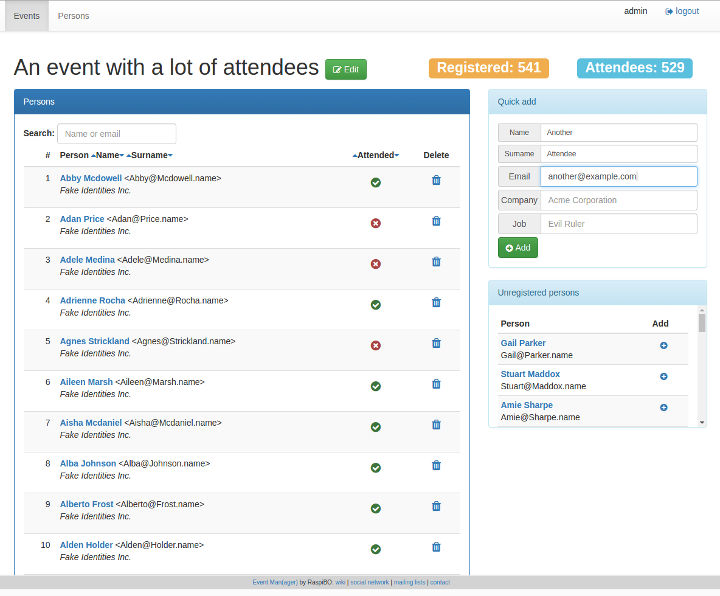 Events Persons admin logout
An event with a lot of attendees Edit Registered: 541 Attendees: 529
Persons
Search: Name or email
# Person Name Surname Attended Delete
1 Abby Mcdowell <Abby@Mcdowell.name>
Fake Identities Inc.
2 Adan Price <Adan@Price.name>
Fake Identities Inc.
3 Adele Medina <Adele@Medina.name>
Fake Identities Inc.
4 Adrienne Rocha <Adrienne@Rocha.name>
Fake Identities Inc.
5 Agnes Strickland <Agnes@Strickland.name>
Fake Identities Inc.
6 Aileen Marsh <Aileen@Marsh.name>
Fake Identities Inc.
7 Aisha Mcdaniel <Aisha@Mcdaniel.name>
Fake Identities Inc.
8 Alba Johnson <Alba@Johnson.name>
Fake Identities Inc.
9 Alberto Frost <Alberto@Frost.name>
Fake Identities Inc.
10 Alden Holder <Alden@Holder.name>
Fake Identities Inc.
Quick add
Name Another
Surname Attendee
Email another@example.com
Company Acme Corporation
Job Evil Ruler
Add
Unregistered persons
Person Add
Gail Parker
Gail@Parker.name
Stuart Maddox
Stuart@Maddox.name
Amie Sharpe
Amie@Sharpe.name
Event Man(ager) by RaspiBO: wiki | social network | mailing lists | contact